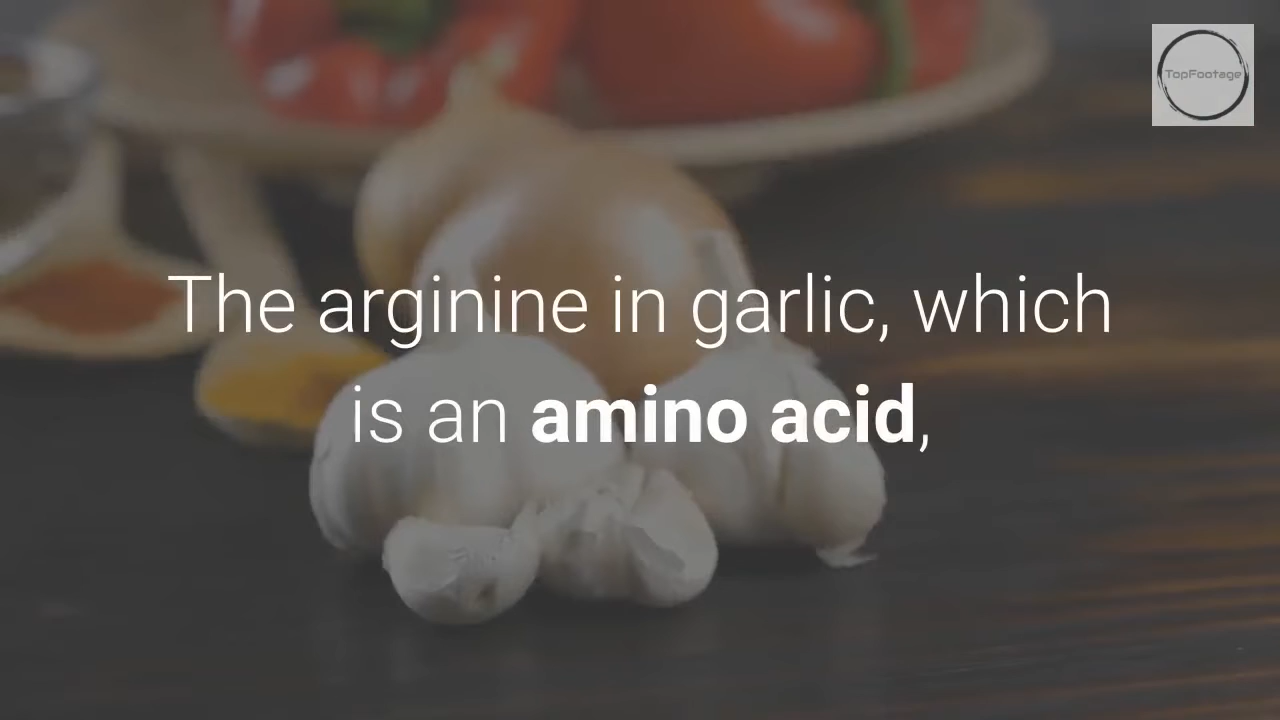 TopFootage
The arginine in garlic, which
is an amino acid,